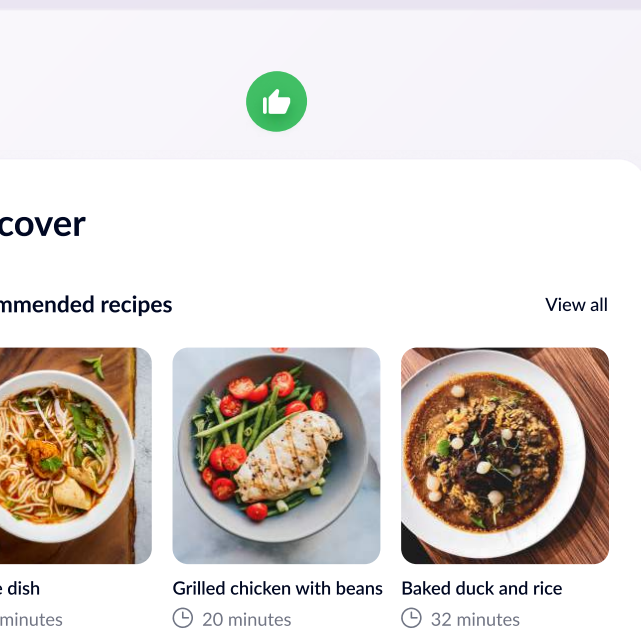 cover
mmended recipes
View all
e dish
Grilled chicken with beans
Baked duck and rice
minutes
20 minutes
32 minutes